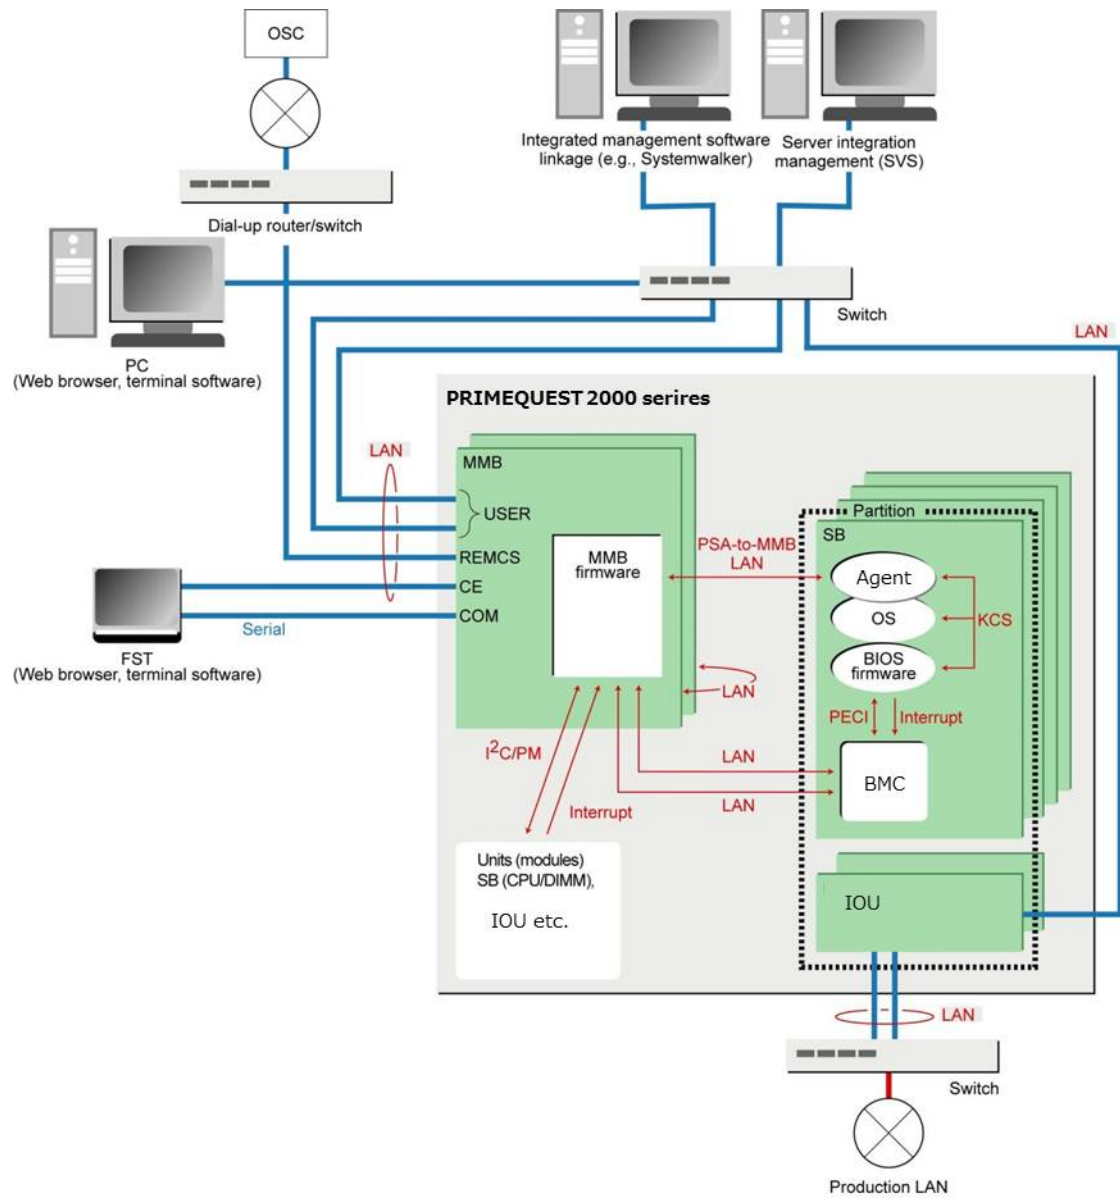 OSC
Integrated management software
linkage (e.g., Systemwalker)
Server integration
management (SVS)
Dial-up router/switch
Switch
PC
(Web browser, terminal software)
LAN
PRIMEQUEST 2000 serires
LAN
MMB
USER
REMCS
CE
COM
MMB
firmware
PSA-to-MMB
LAN
Partition
SB
Agent
OS
KCS
BIOS
firmware
Serial
FST
(Web browser, terminal software)
LAN
PECI
Interrupt
I²C/PM
LAN
BMC
LAN
Interrupt
Units (modules)
SB (CPU/DIMM),
IOU etc.
IOU
LAN
Switch
Production LAN